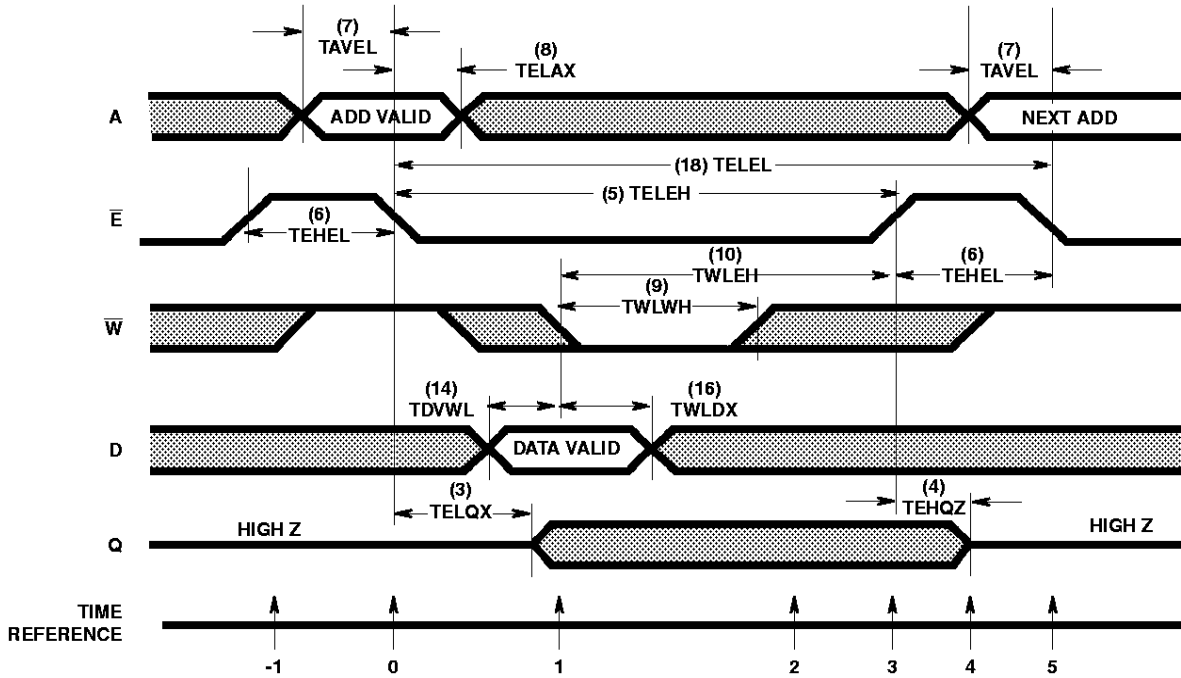 (7)
TAVEL
(8)
TELAX
(7)
TAVEL
A
ADD VALID
NEXT ADD
(18) TELEL
(5) TELEH
E
(6)
TEHEL
(10)
TWLEH
(6)
TEHEL
(9)
TWLWH
W
(14)
TDVWL
(16)
TWLDX
D
DATA VALID
(3)
TELQX
(4)
TEHQZ
HIGH Z
HIGH Z
Q
TIME
REFERENCE
-1 0 1 2 3 4 5